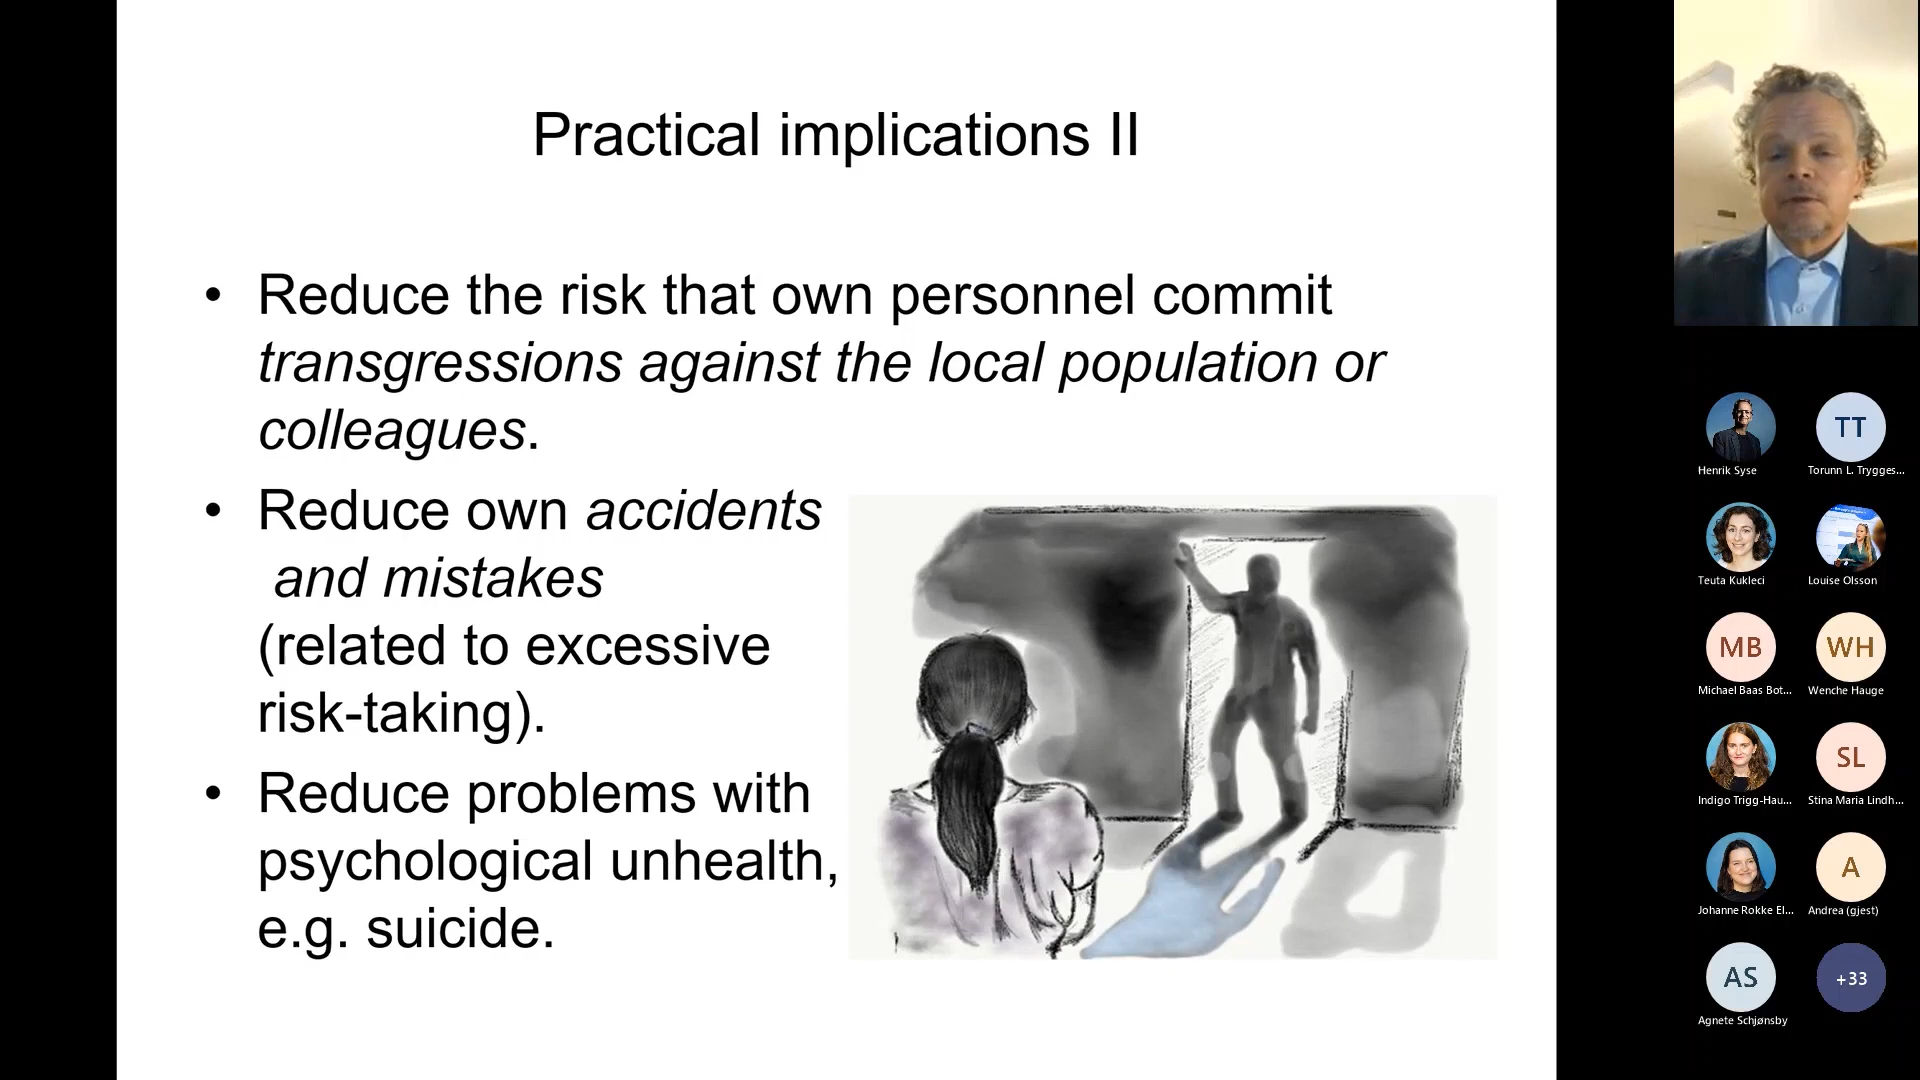 Practical implications II
• Reduce the risk that own personnel commit
transgressions against the local population or
colleagues.
• Reduce own accidents
and mistakes
(related to excessive
risk-taking).
• Reduce problems with
psychological unhealth,
e.g. suicide.
Henrik Syse
TT
Torunn L. Trygges...
Teuta Kukleci
Louise Olsson
MB
Michael Baas Bot...
WH
Wenche Hauge
Indigo Trigg-Hau...
SL
Stina Maria Lindh...
Johanne Rokke El...
A
Andrea (gjest)
AS
Agnete Schjønsby
+33